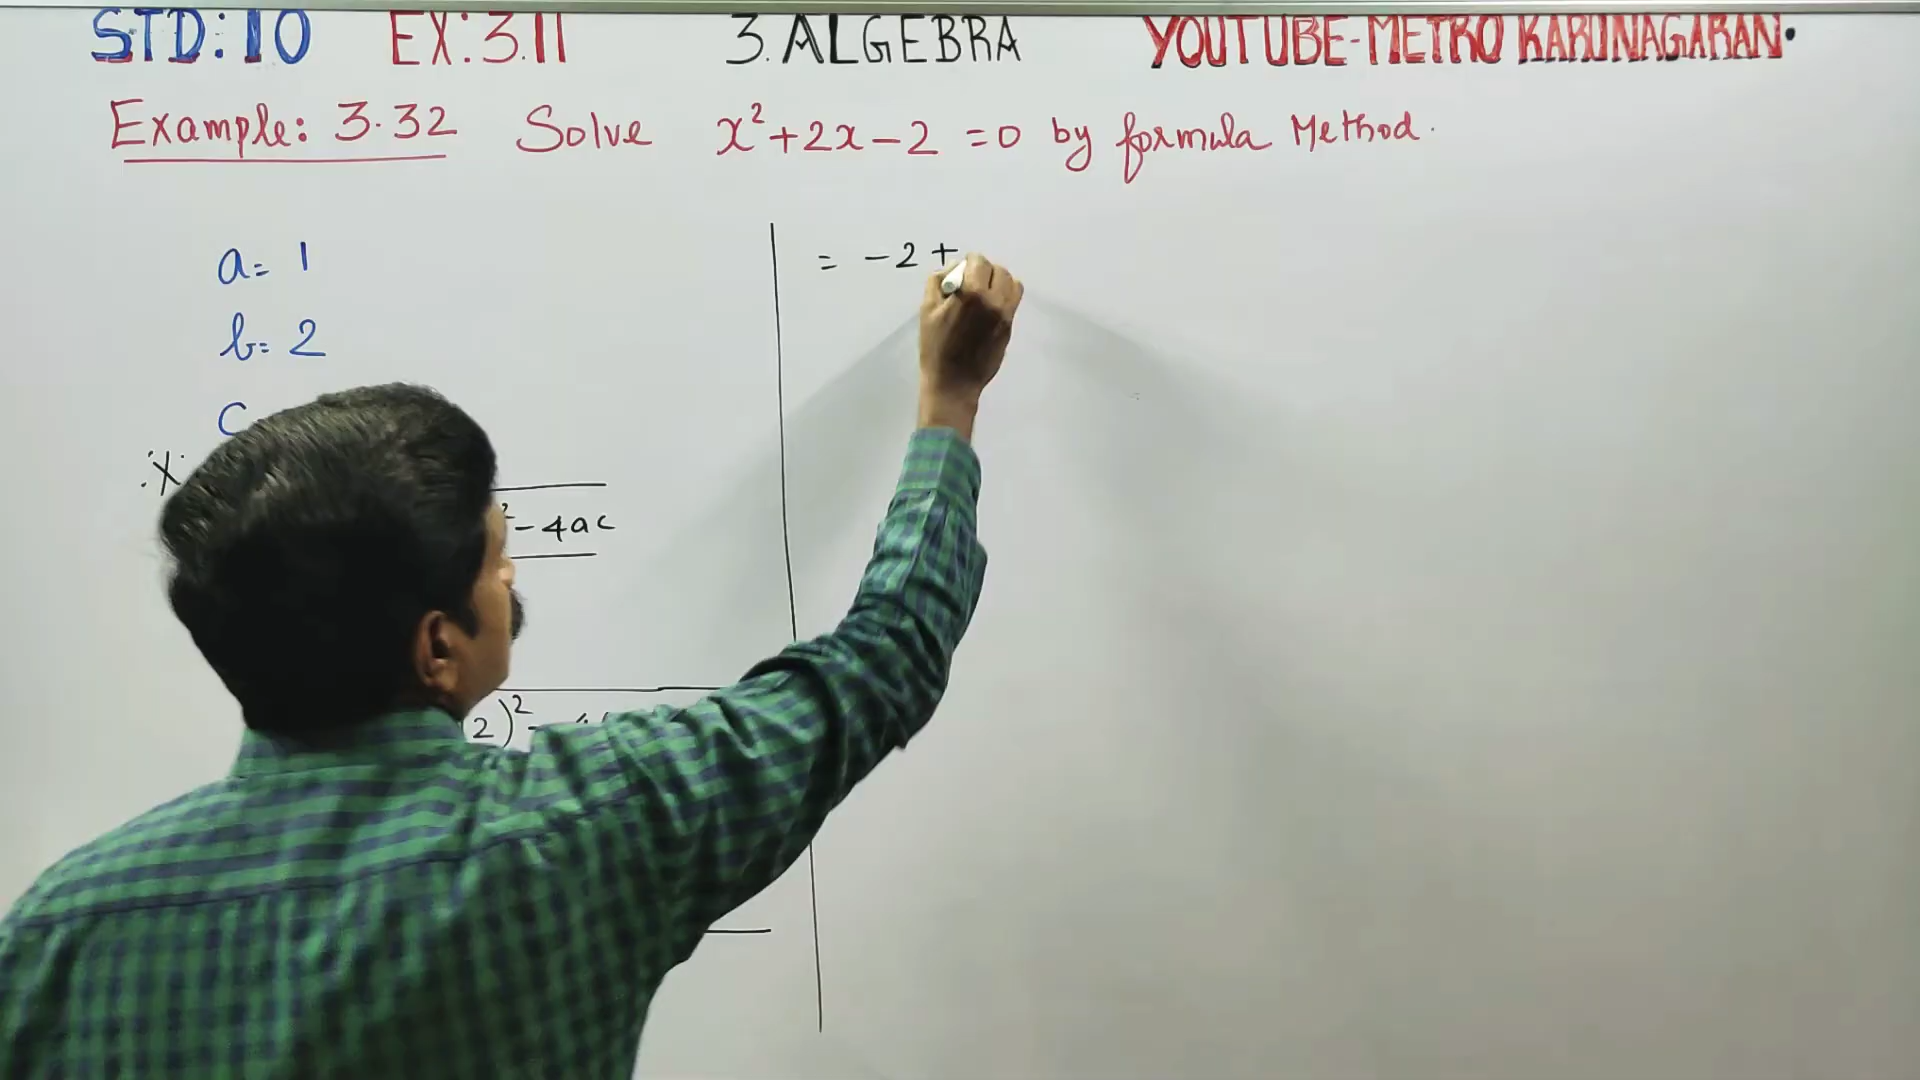 STD: 10 EX: 3.11 3. ALGEBRA YOUTUBE-METRO KARUNAGARAN.
Example: 3.32 Solve x²+2x-2=0 by formula Method.
a= 1
b= 2
C
∴X
²-4ac
2)²-
= -2 +